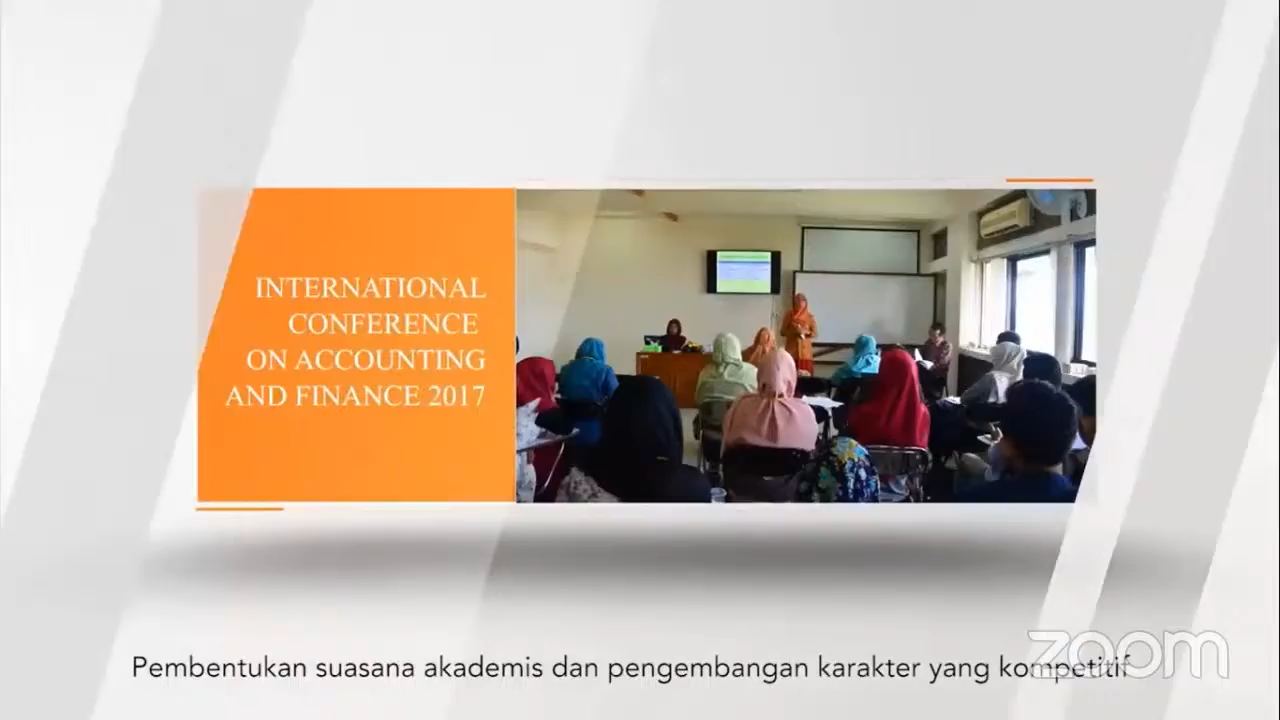 INTERNATIONAL
CONFERENCE
ON ACCOUNTING
AND FINANCE 2017
Pembentukan suasana akademis dan pengembangan karakter yang kompetitif
zoom